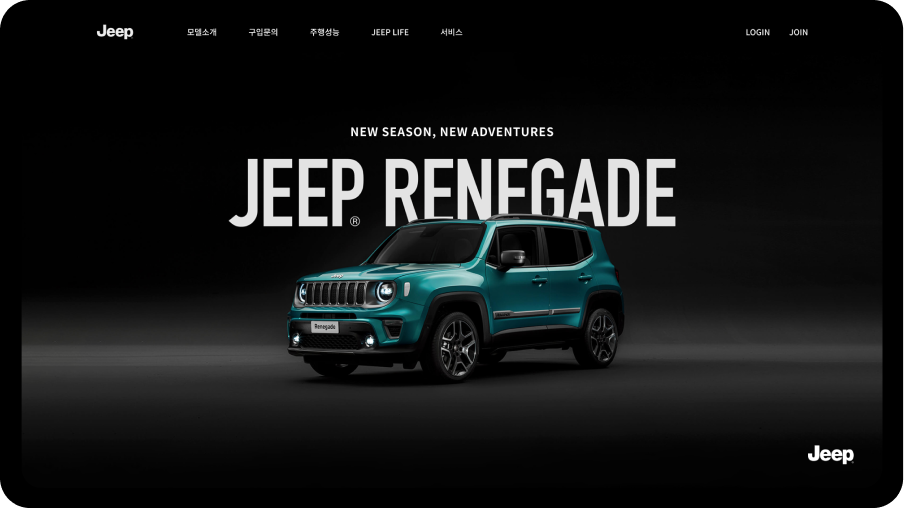 Jeep 모델소개 구입문의 주행성능 JEEP LIFE 서비스 LOGIN JOIN
NEW SEASON, NEW ADVENTURES
JEEP® RENEGADE
Jeep
Renegade
Jeep